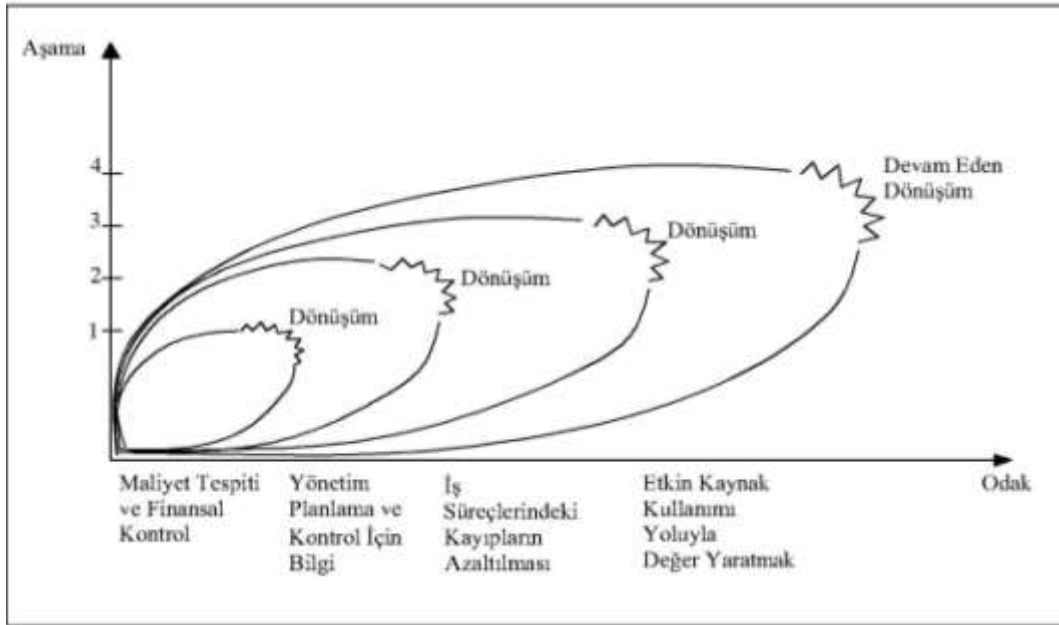 Aşama
4
3
2
1
Devam Eden
Dönüşüm
Dönüşüm
Dönüşüm
Dönüşüm
Maliyet Tespiti
ve Finansal
Kontrol
Yönetim
Planlama ve
Kontrol İçin
Bilgi
İş
Süreçlerindeki
Kayıpların
Azaltılması
Etkin Kaynak
Kullanımı
Yoluyla
Değer Yaratmak
Odak